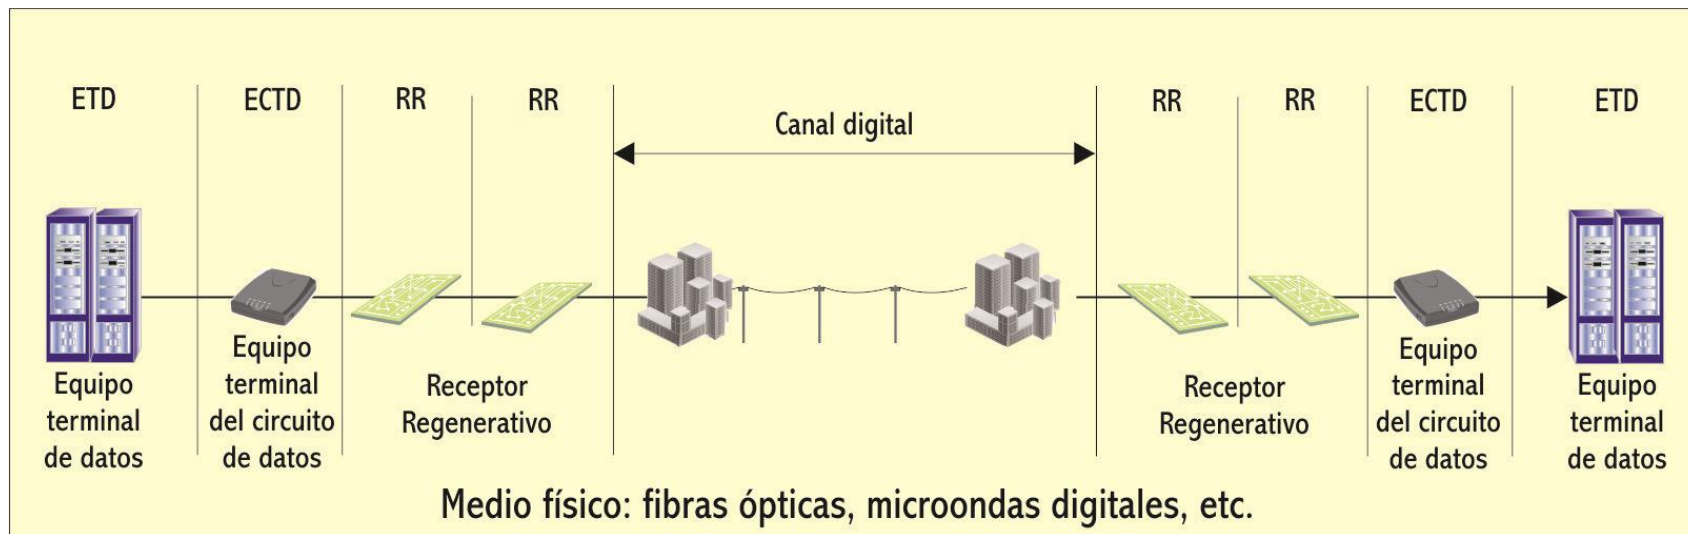 ETD
ECTD
RR
RR
Canal digital
RR
RR
ECTD
ETD
Equipo
terminal
de datos
Equipo
terminal
del circuito
de datos
Receptor
Regenerativo
Receptor
Regenerativo
Equipo
terminal
del circuito
de datos
Equipo
terminal
de datos
Medio físico: fibras ópticas, microondas digitales, etc.